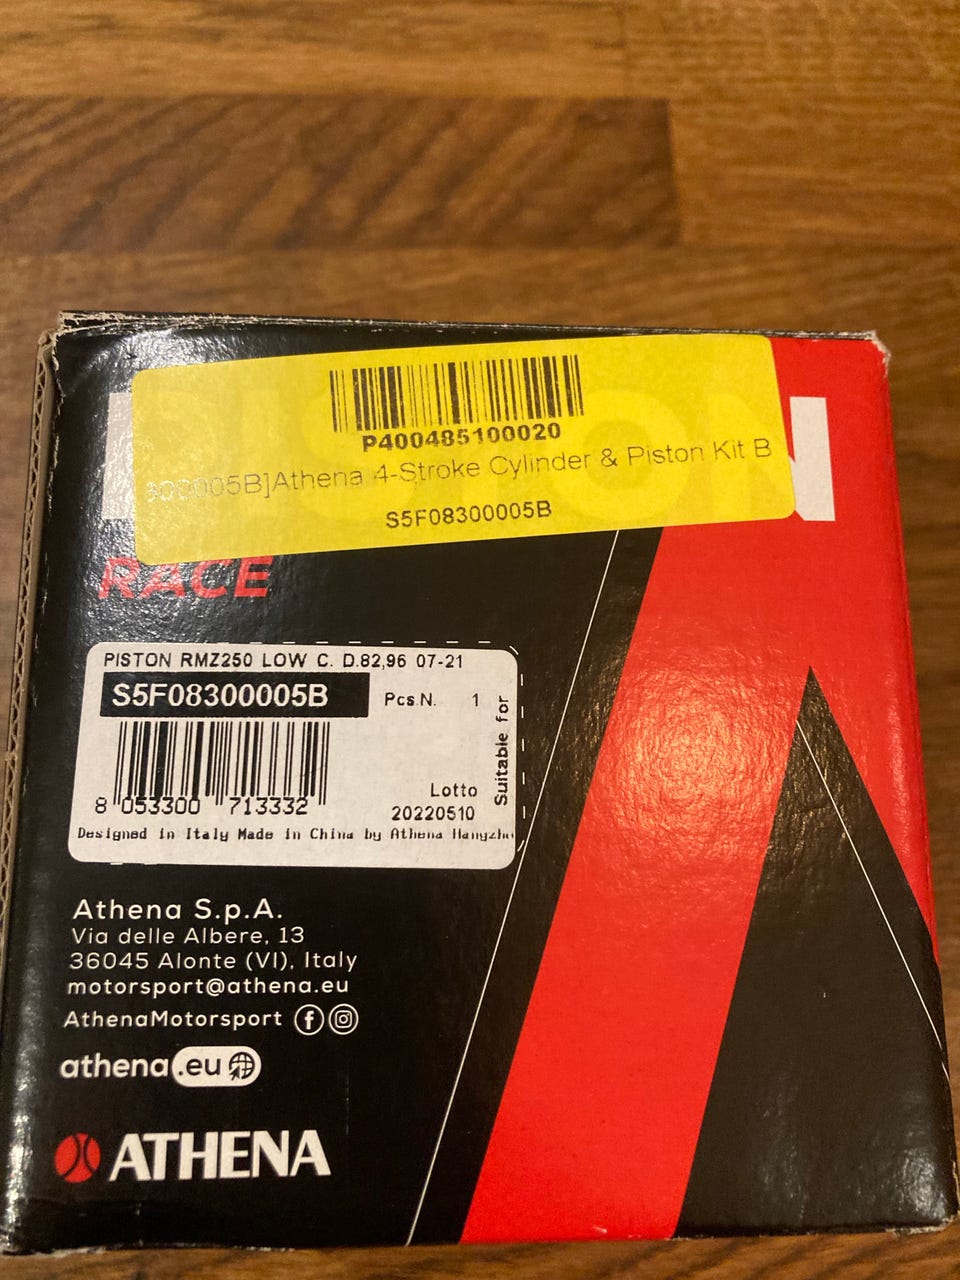 PISTON
P400485100020
00005B]Athena 4-Stroke Cylinder & Piston Kit B
S5F08300005B
RACE
PISTON RMZ250 LOW C. D.82,96 07-21
S5F08300005B
Pcs.N. 1
Suitable for
8 053300 713332
Lotto
20220510
Designed in Italy Made in China by Athena
Athena S.p.A.
Via delle Albere, 13
36045 Alonte (VI), Italy
motorsport@athena.eu
AthenaMotorsport
athena.eu
ATHENA